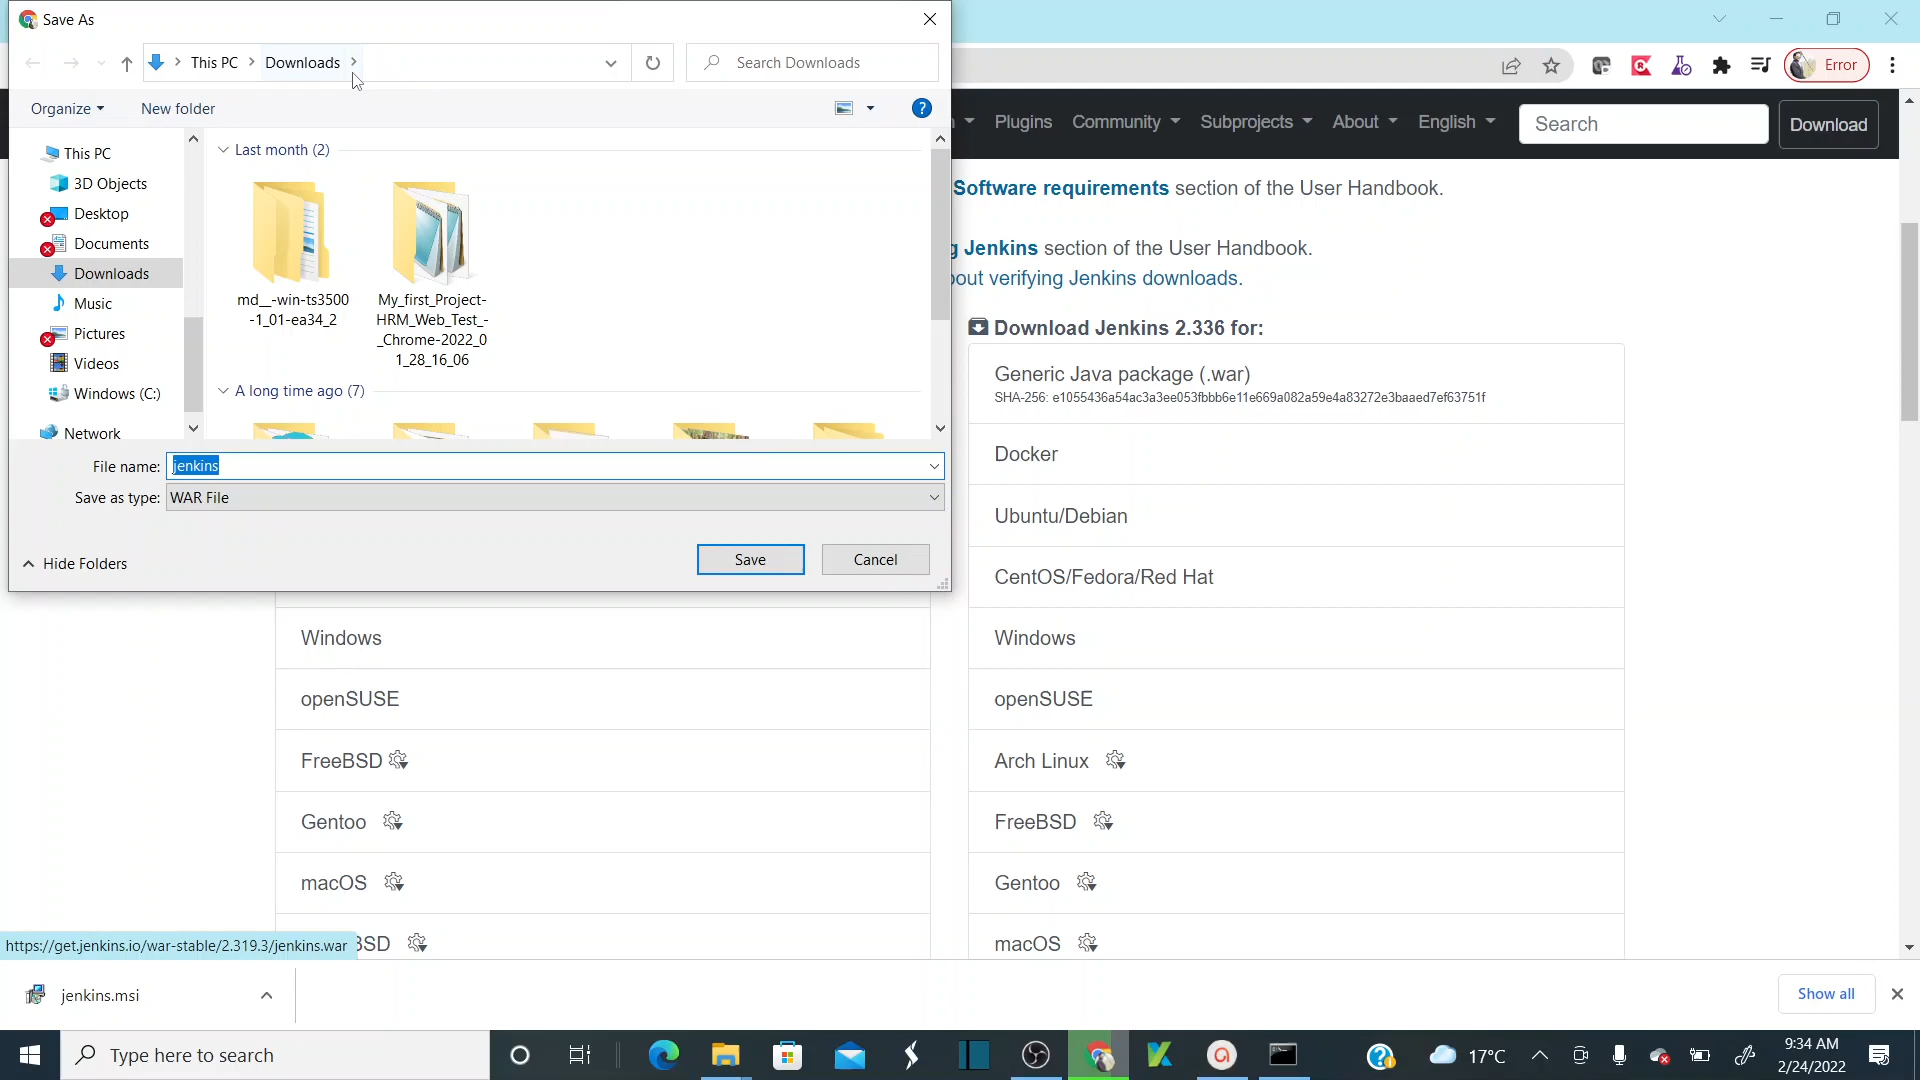 Save As
This PC
Downloads
Search Downloads
Organize
New folder
This PC
3D Objects
Desktop
Documents
Downloads
Music
Pictures
Videos
Windows (C:)
Network
Last month (2)
md__-win-ts3500
-1_01-ea34_2
My_first_Project-
HRM_Web_Test_-
_Chrome-2022_0
1_28_16_06
A long time ago (7)
File name: jenkins
Save as type: WAR File
Hide Folders
Save
Cancel
Error
Plugins
Community
Subprojects
About
English
Search
Download
Software requirements section of the User Handbook.
g Jenkins section of the User Handbook.
out verifying Jenkins downloads.
Download Jenkins 2.336 for:
Generic Java package (.war)
SHA-256: e1055436a54ac3a3ee053fbbb6e11e669a082a59e4a83272e3baaed7ef63751f
Docker
Ubuntu/Debian
CentOS/Fedora/Red Hat
Windows
openSUSE
Arch Linux
FreeBSD
Gentoo
macOS
Windows
openSUSE
FreeBSD
Gentoo
macOS
BSD
https://get.jenkins.io/war-stable/2.319.3/jenkins.war
jenkins.msi
Show all
Type here to search
17°C
9:34 AM
2/24/2022